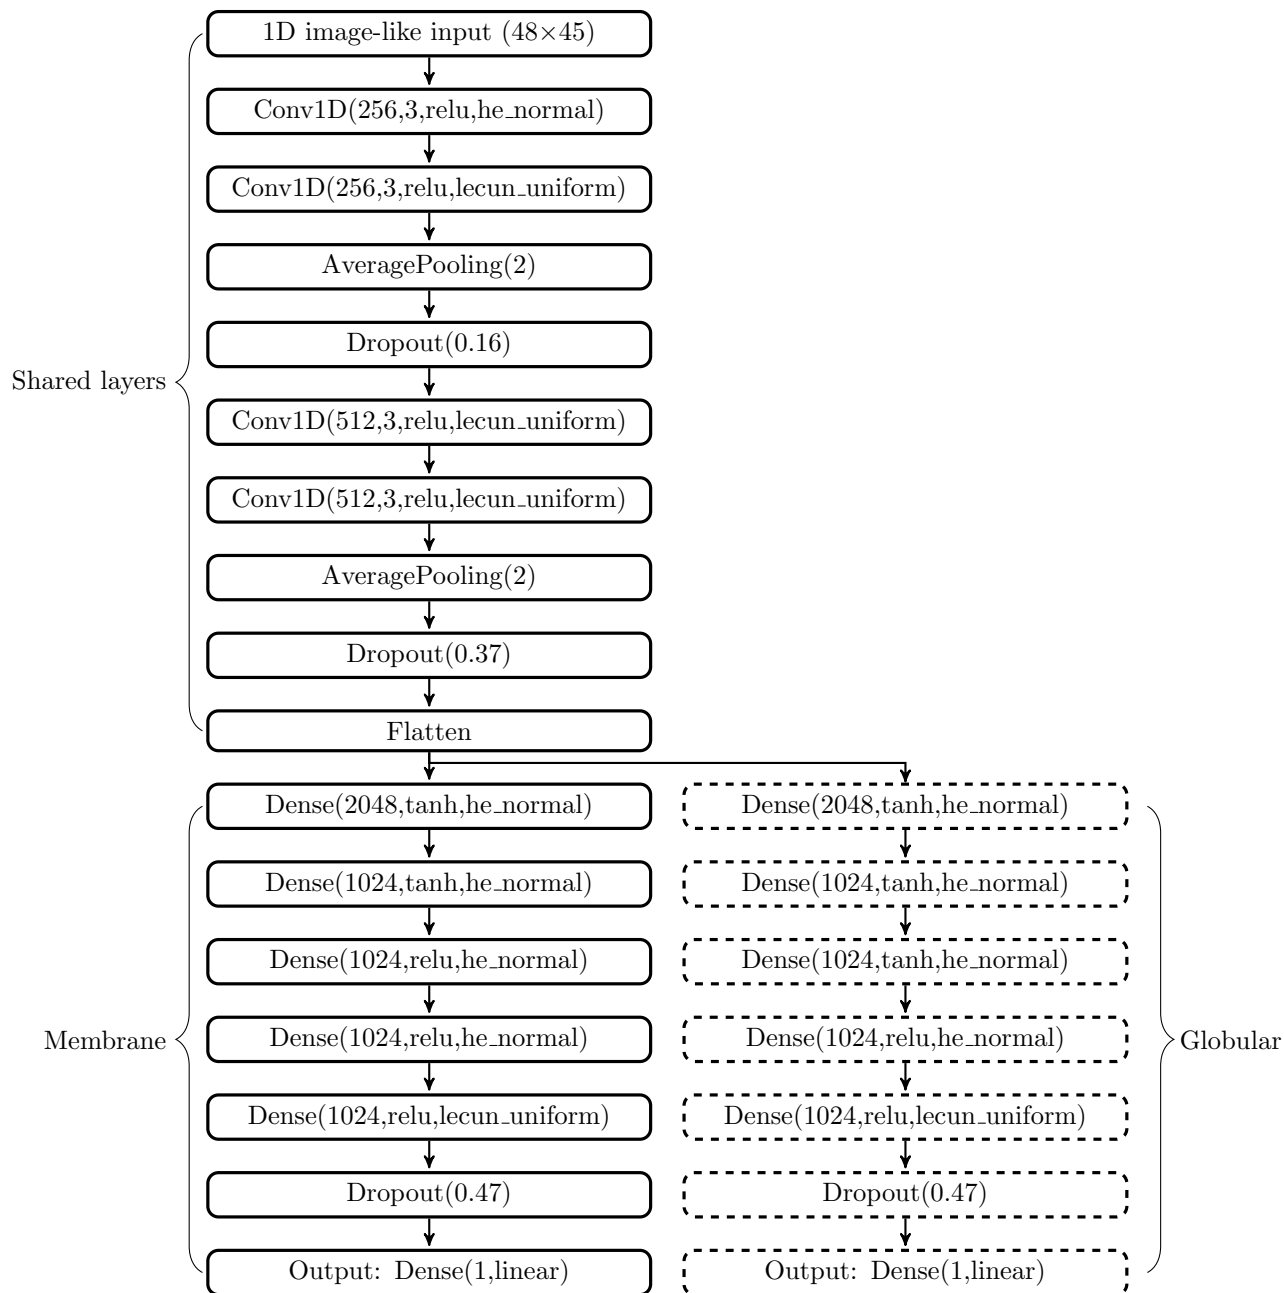 1D image-like input (48×45)
Conv1D(256,3,relu,he_normal)
Conv1D(256,3,relu,lecun_uniform)
AveragePooling(2)
Dropout(0.16)
Shared layers
Conv1D(512,3,relu,lecun_uniform)
Conv1D(512,3,relu,lecun_uniform)
AveragePooling(2)
Dropout(0.37)
Flatten
Dense(2048,tanh,he_normal)
Dense(1024,tanh,he_normal)
Dense(1024,relu,he_normal)
Dense(1024,relu,he_normal)
Membrane
Dense(1024,relu,lecun_uniform)
Dropout(0.47)
Output: Dense(1,linear)
Dense(2048,tanh,he_normal)
Dense(1024,tanh,he_normal)
Dense(1024,tanh,he_normal)
Dense(1024,relu,he_normal)
Globular
Dense(1024,relu,lecun_uniform)
Dropout(0.47)
Output: Dense(1,linear)